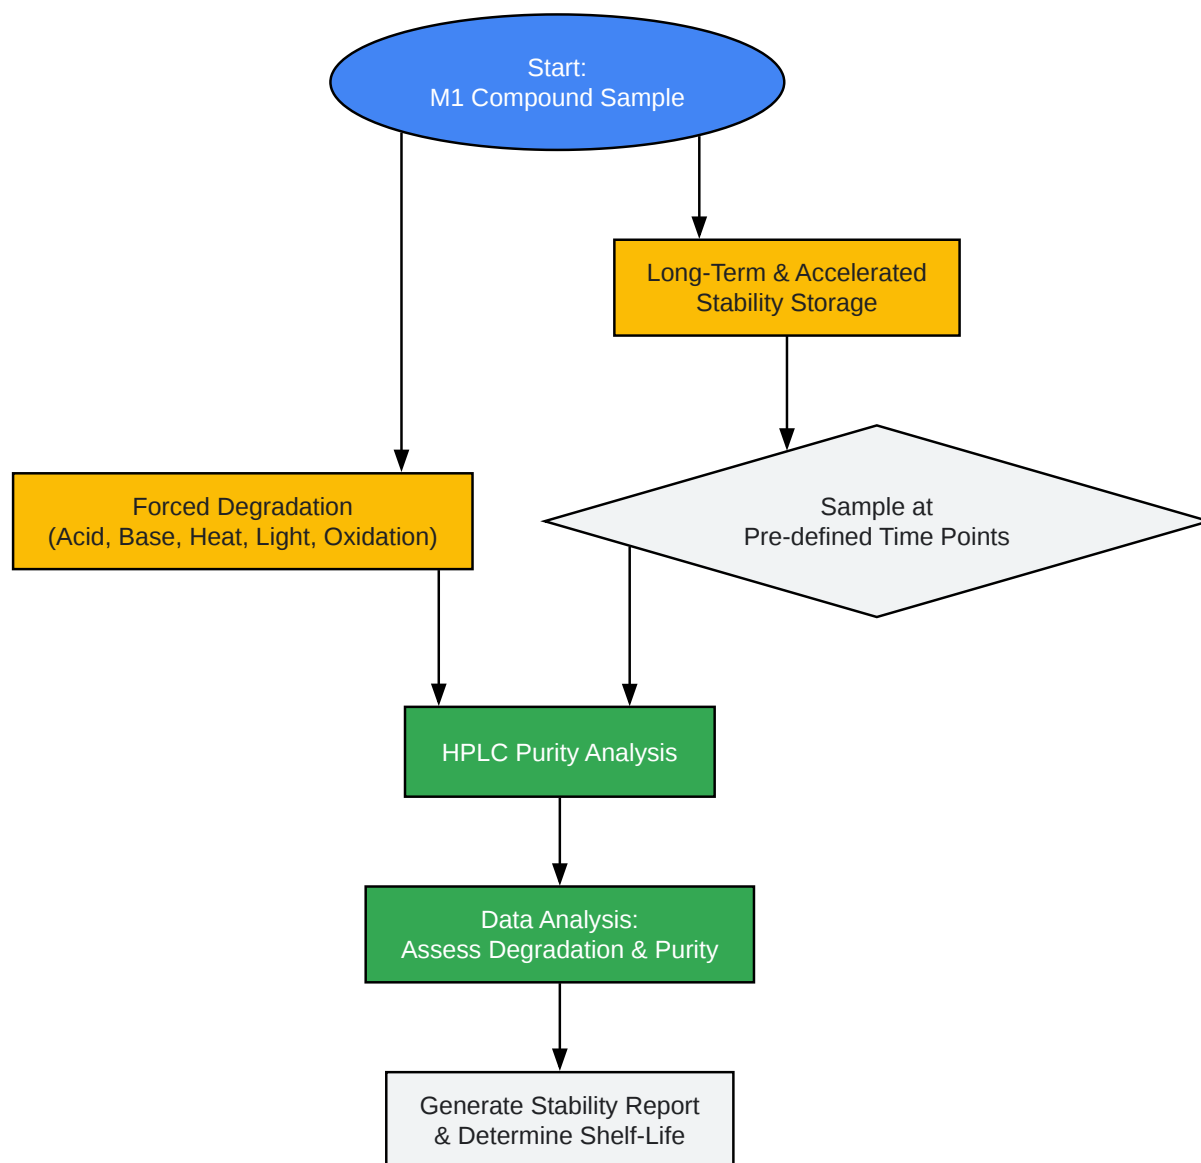 Start:
M1 Compound Sample
Long-Term & Accelerated
Stability Storage
Forced Degradation
(Acid, Base, Heat, Light, Oxidation)
Sample at
Pre-defined Time Points
HPLC Purity Analysis
Data Analysis:
Assess Degradation & Purity
Generate Stability Report
& Determine Shelf-Life